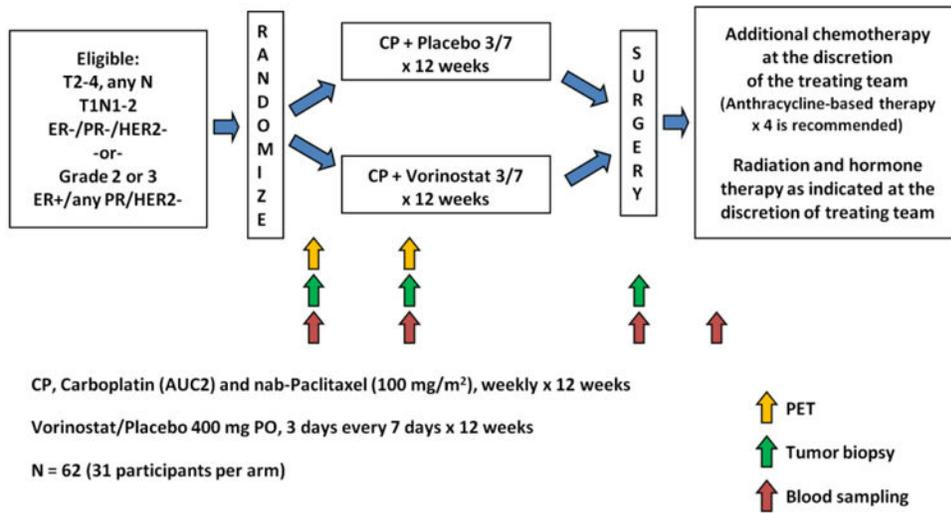 Eligible:
T2-4, any N
T1N1-2
ER-/PR-/HER2-
-or-
Grade 2 or 3
ER+/any PR/HER2-
RANDOMIZE
CP + Placebo 3/7
x 12 weeks
CP + Vorinostat 3/7
x 12 weeks
SURGERY
Additional chemotherapy
at the discretion
of the treating team
(Anthracycline-based therapy
x 4 is recommended)
Radiation and hormone
therapy as indicated at the
discretion of treating team
CP, Carboplatin (AUC2) and nab-Paclitaxel (100 mg/m²), weekly x 12 weeks
Vorinostat/Placebo 400 mg PO, 3 days every 7 days x 12 weeks
N = 62 (31 participants per arm)
PET
Tumor biopsy
Blood sampling